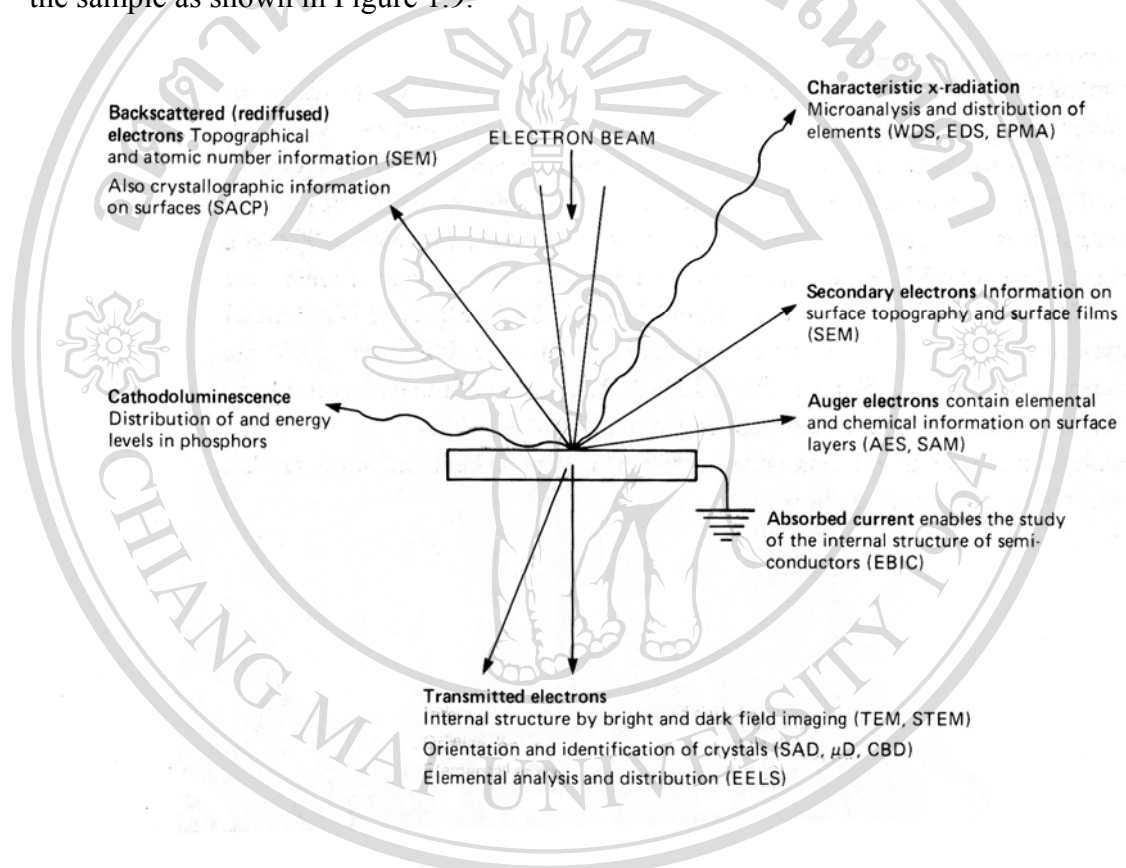 the sample as shown in Figure 1.9.
ELECTRON BEAM
Backscattered (rediffused)
electrons Topographical
and atomic number information (SEM)
Also crystallographic information
on surfaces (SACP)
Characteristic x-radiation
Microanalysis and distribution of
elements (WDS, EDS, EPMA)
Secondary electrons Information on
surface topography and surface films
(SEM)
Cathodoluminescence
Distribution of and energy
levels in phosphors
Auger electrons contain elemental
and chemical information on surface
layers (AES, SAM)
Absorbed current enables the study
of the internal structure of semi-
conductors (EBIC)
Transmitted electrons
Internal structure by bright and dark field imaging (TEM, STEM)
Orientation and identification of crystals (SAD, μD, CBD)
Elemental analysis and distribution (EELS)
CHIANG MAI UNIVERSITY 1964